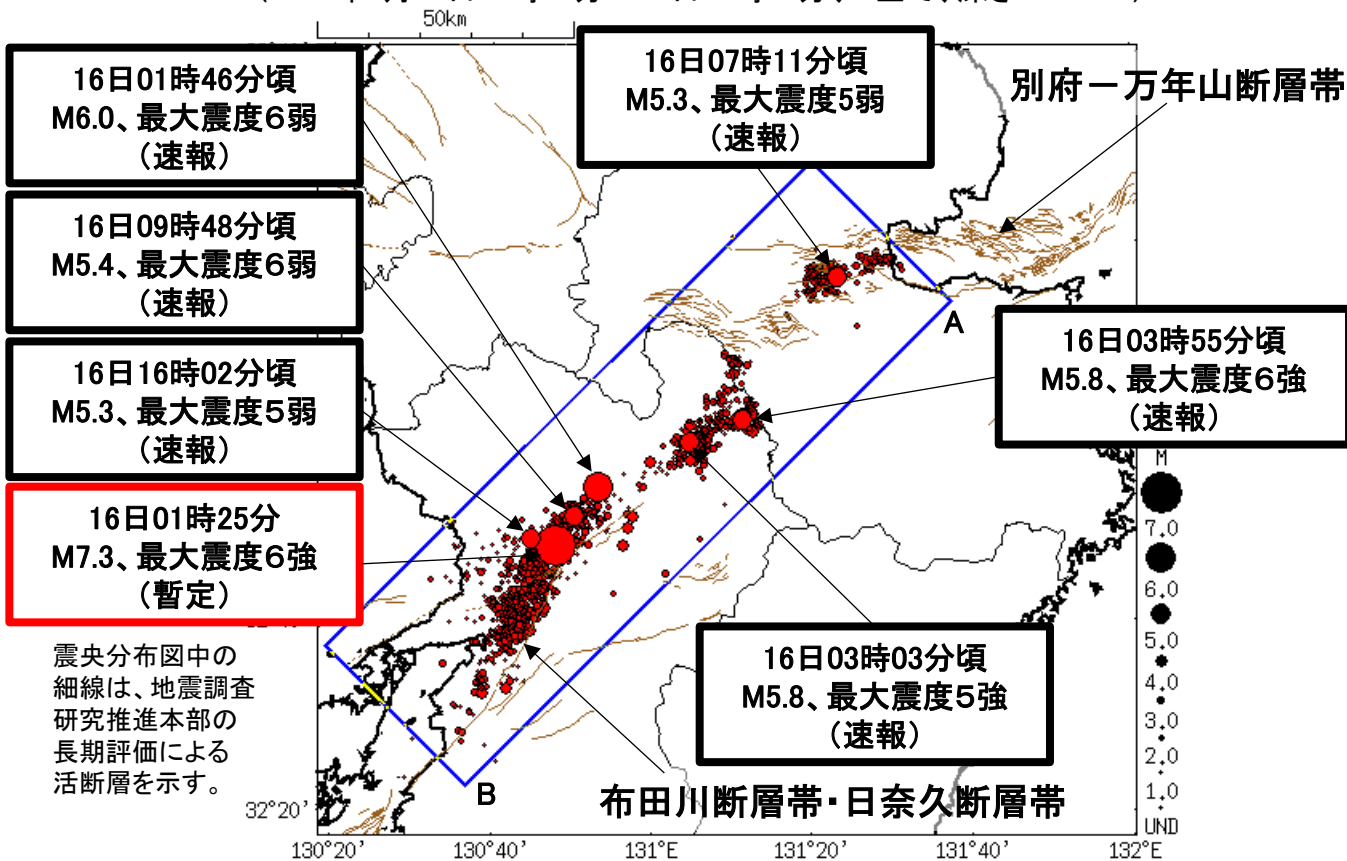 50km
16日01時46分頃
M6.0、最大震度6弱
(速報)
16日07時11分頃
M5.3、最大震度5弱
(速報)
別府－万年山断層帯
16日09時48分頃
M5.4、最大震度6弱
(速報)
A
16日03時55分頃
M5.8、最大震度6強
(速報)
16日16時02分頃
M5.3、最大震度5弱
(速報)
16日01時25分
M7.3、最大震度6強
(暫定)
M
7.0
6.0
5.0
4.0
3.0
2.0
1.0
UND
震央分布図中の
細線は、地震調査
研究推進本部の
長期評価による
活断層を示す。
16日03時03分頃
M5.8、最大震度5強
(速報)
B
布田川断層帯・日奈久断層帯
32°20'
130°20'
130°40'
131°E
131°20'
131°40'
132°E